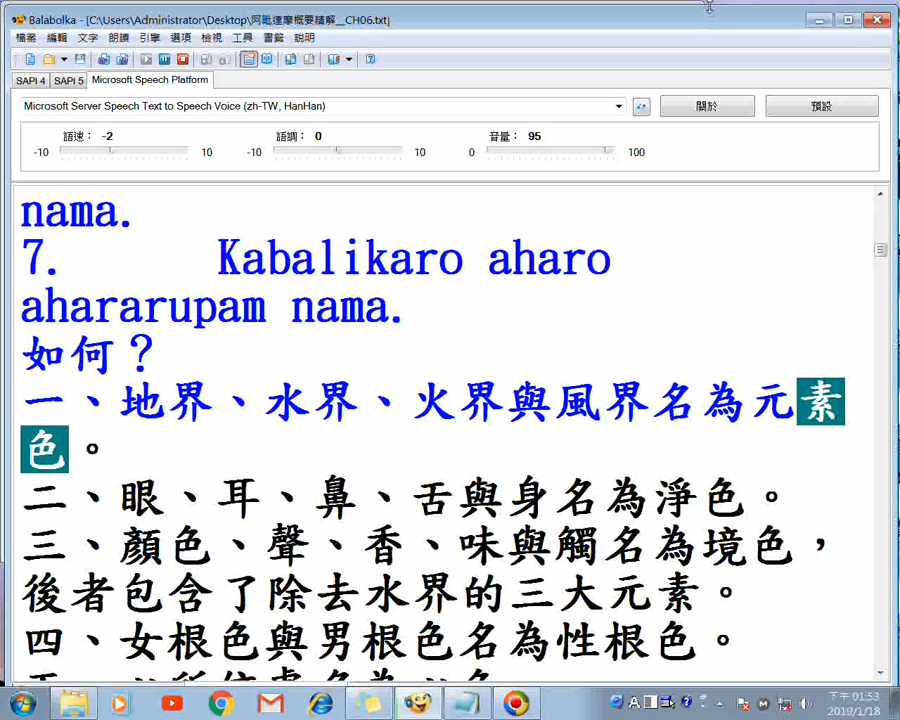 Balabolka - [C:\Users\Administrator\Desktop\阿毗達摩概要精解__CH06.txt]
檔案 編輯 文字 朗讀 引擎 選項 檢視 工具 書籤 說明
SAPI 4 SAPI 5 Microsoft Speech Platform
Microsoft Server Speech Text to Speech Voice (zh-TW, HanHan) 關於 預設
語速： -2 語調： 0 音量： 95
-10 10 -10 10 0 100
nama.
7. Kabalikaro aharo
ahararupam nama.
如何？
一、地界、水界、火界與風界名為元素
色。
二、眼、耳、鼻、舌與身名為淨色。
三、顏色、聲、香、味與觸名為境色，
後者包含了除去水界的三大元素。
四、女根色與男根色名為性根色。
下午 01:53
2019/1/18